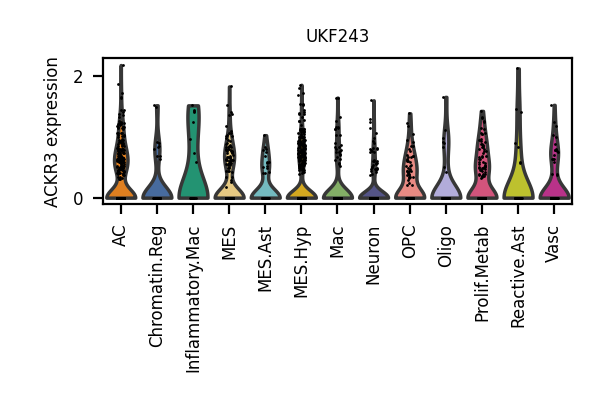 UKF243
ACKR3 expression
2
0
AC
Chromatin.Reg
Inflammatory.Mac
MES
MES.Ast
MES.Hyp
Mac
Neuron
OPC
Oligo
Prolif.Metab
Reactive.Ast
Vasc